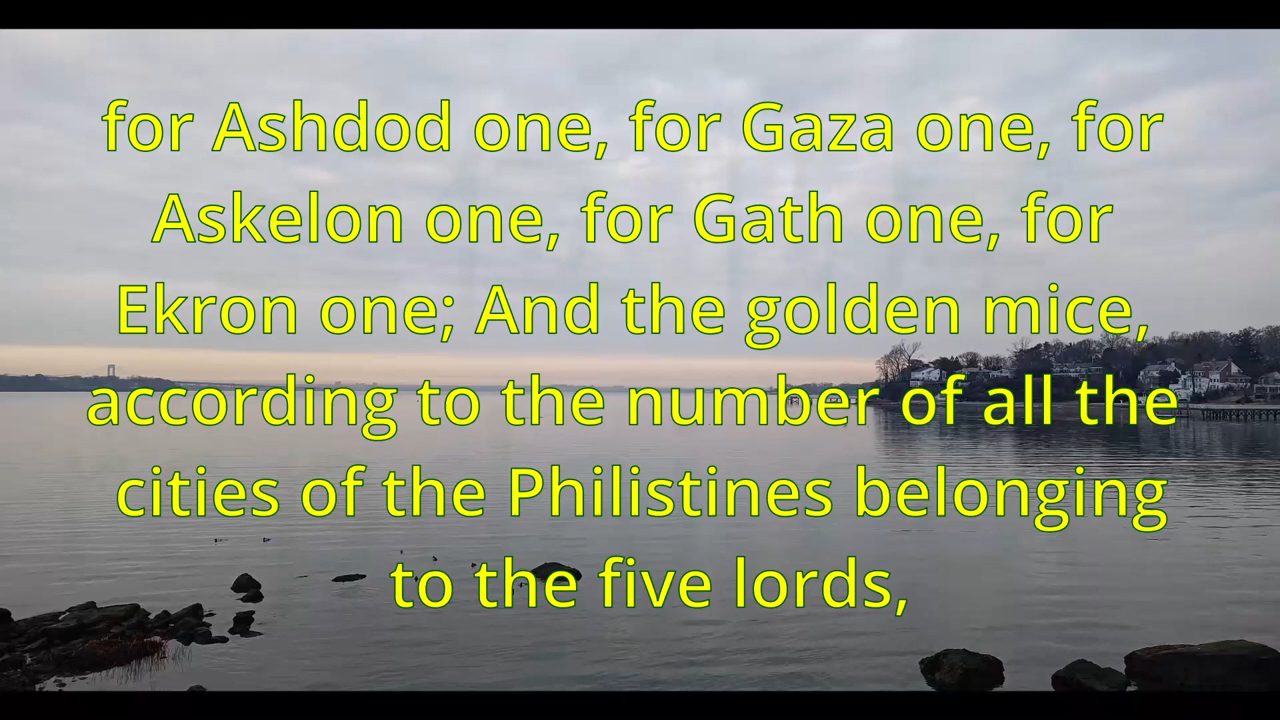 for Ashdod one, for Gaza one, for
Askelon one, for Gath one, for
Ekron one; And the golden mice,
according to the number of all the
cities of the Philistines belonging
to the five lords,